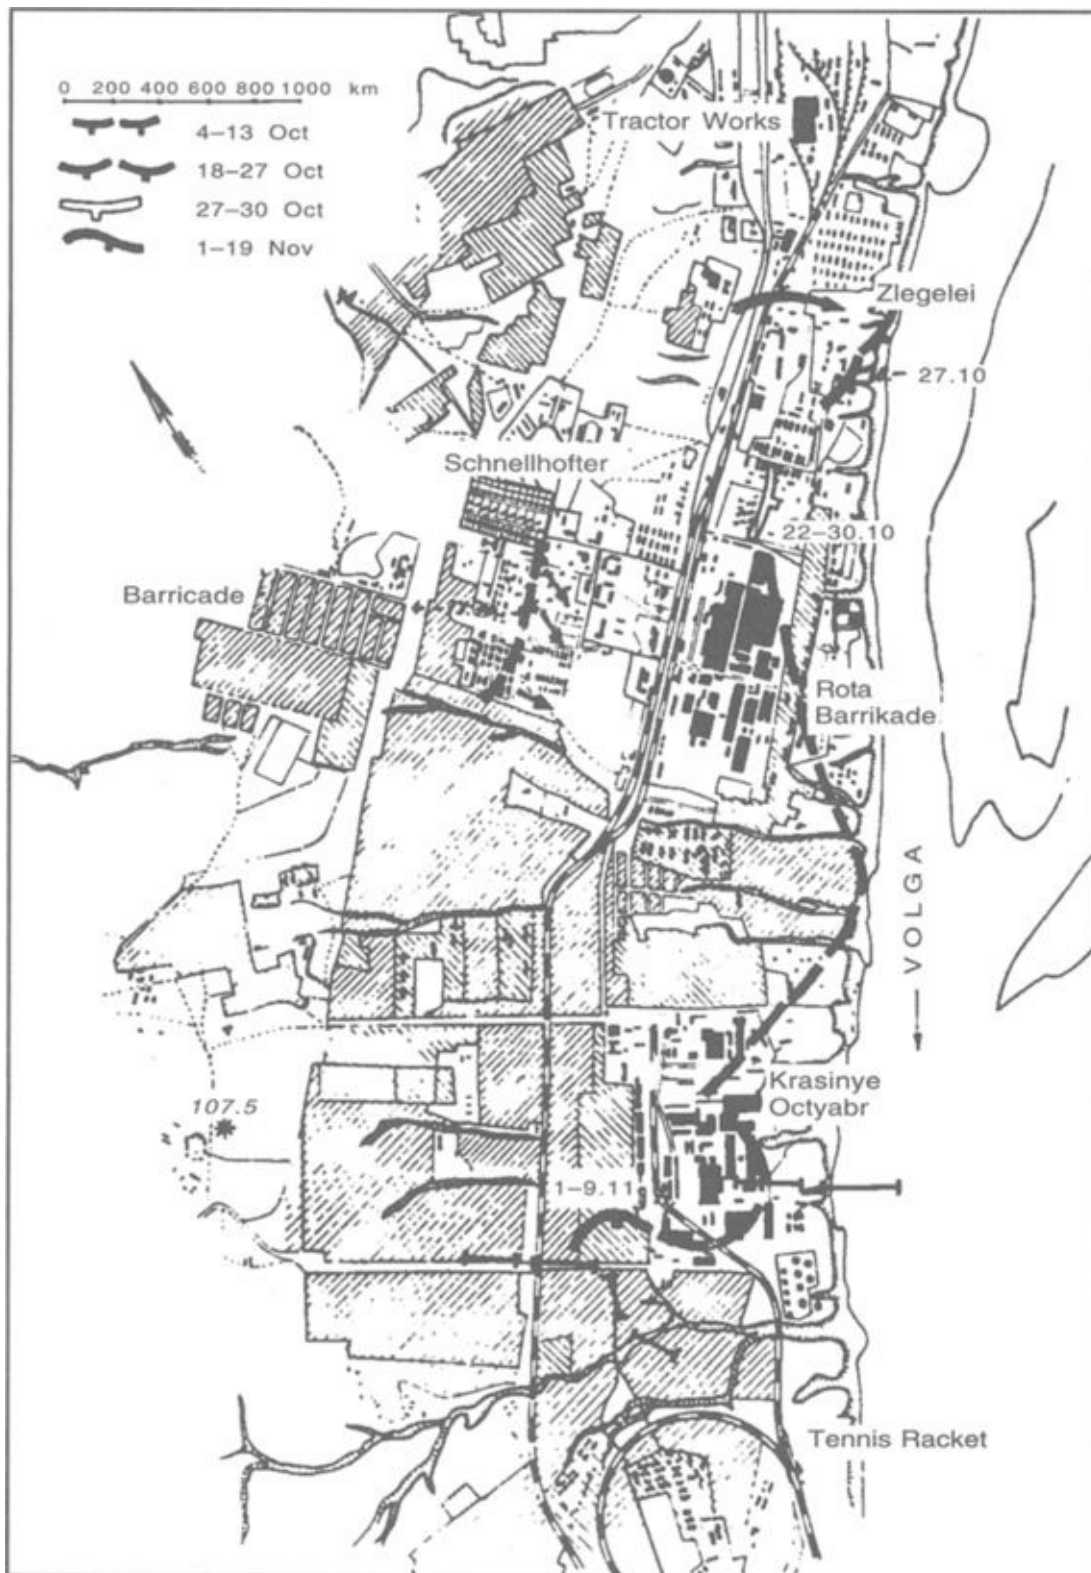 0 200 400 600 800 1000 km
4–13 Oct
18–27 Oct
27–30 Oct
1–19 Nov
Tractor Works
Zlegelei
27.10
Schnellhofter
22–30.10
Barricade
Rota
Barrikade
VOLGA
Krasinye
Octyabr
107.5
1–9.11
Tennis Racket